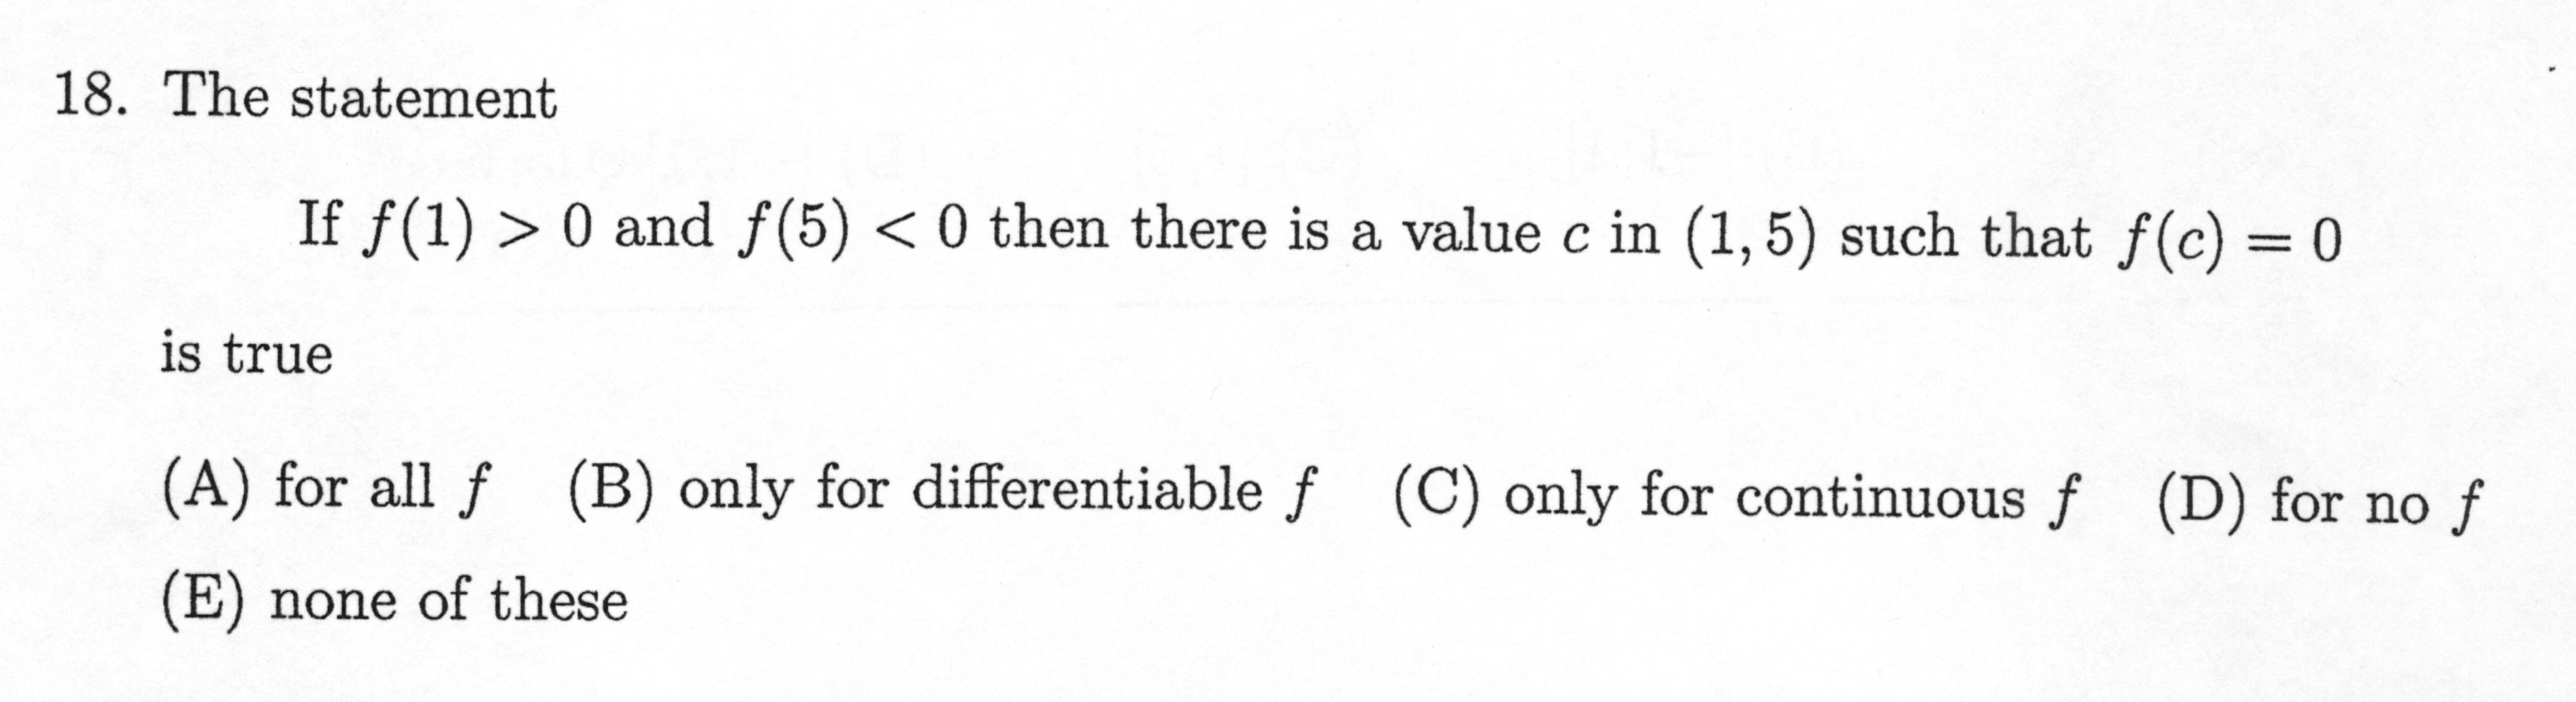 18. The statement
If f(1) > 0 and f(5) < 0 then there is a value c in (1, 5) such that f(c) = 0
is true
(A) for all f (B) only for differentiable f (C) only for continuous f (D) for no f
(E) none of these